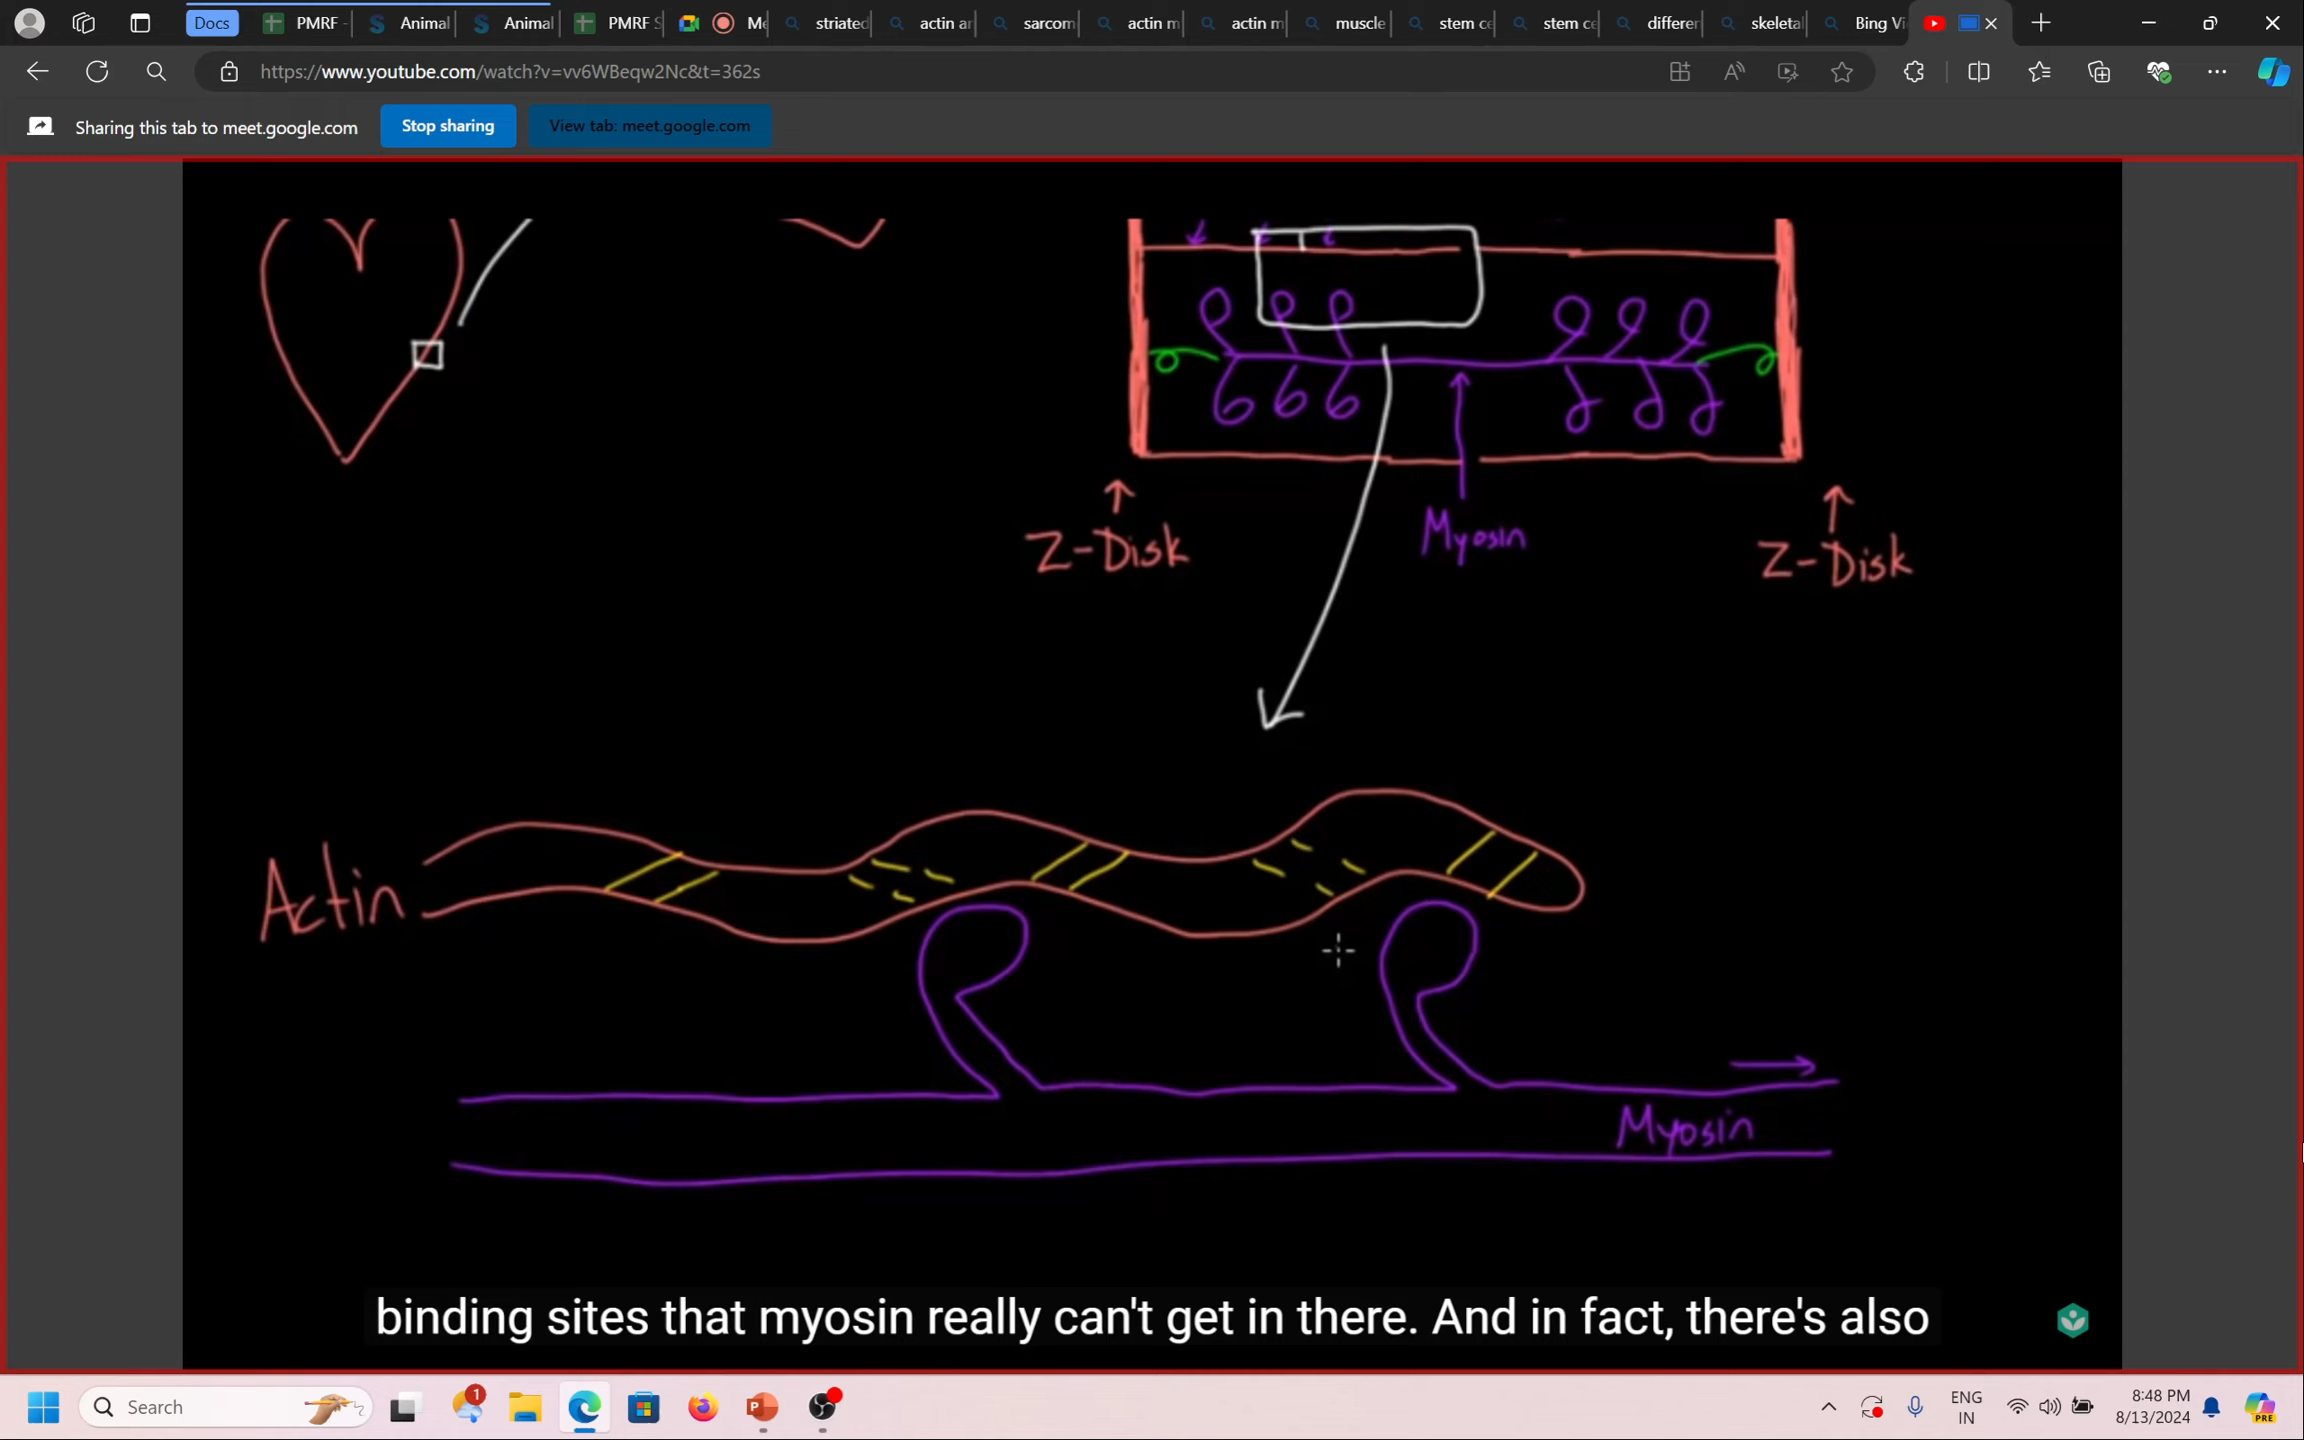 Docs PMRF - Animal Animal PMRF S Me striated actin ar sarcom actin m actin m muscle stem ce stem ce differer skeletal Bing Vi
https://www.youtube.com/watch?v=vv6WBeqw2Nc&t=362s
Sharing this tab to meet.google.com Stop sharing View tab: meet.google.com
Myosin
Z-Disk Z-Disk
Actin
Myosin
binding sites that myosin really can't get in there. And in fact, there's also
Search 1 ENG 8:48 PM
IN 8/13/2024 PRE